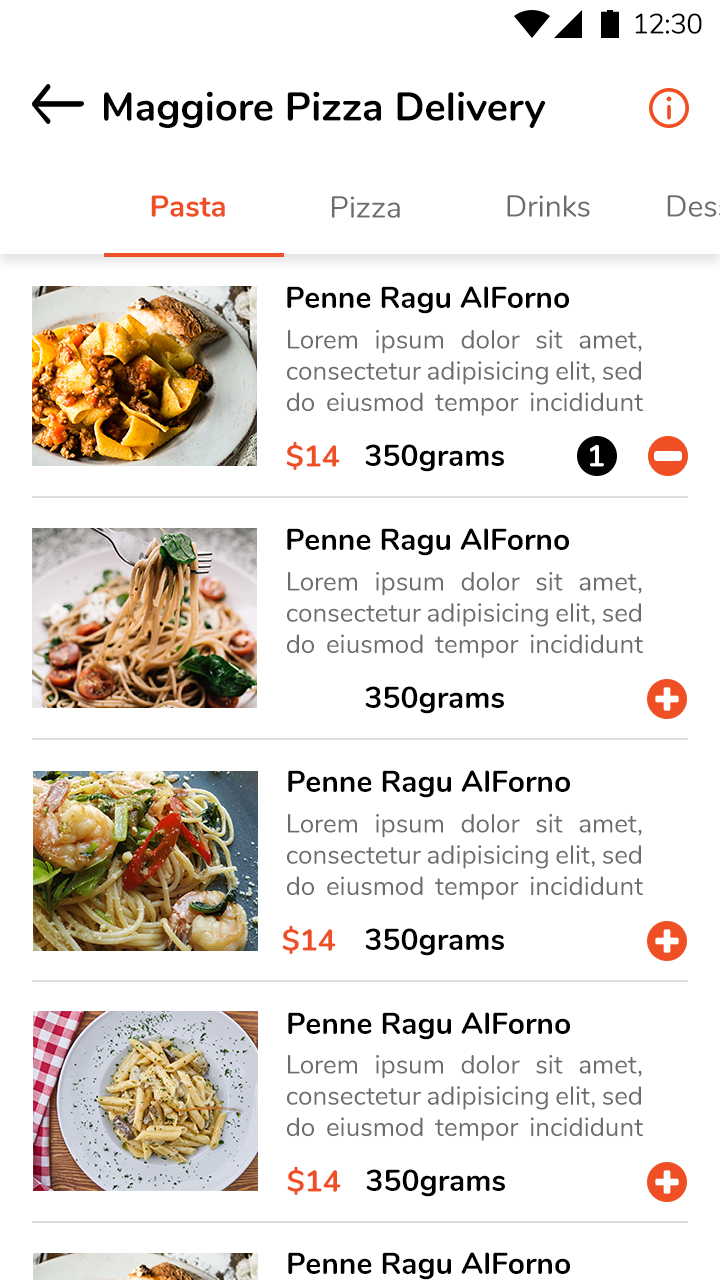 12:30
Maggiore Pizza Delivery
Pasta Pizza Drinks Des
Penne Ragu AlForno
Lorem ipsum dolor sit amet,
consectetur adipisicing elit, sed
do eiusmod tempor incididunt
$14 350grams 1
Penne Ragu AlForno
Lorem ipsum dolor sit amet,
consectetur adipisicing elit, sed
do eiusmod tempor incididunt
350grams
Penne Ragu AlForno
Lorem ipsum dolor sit amet,
consectetur adipisicing elit, sed
do eiusmod tempor incididunt
$14 350grams
Penne Ragu AlForno
Lorem ipsum dolor sit amet,
consectetur adipisicing elit, sed
do eiusmod tempor incididunt
$14 350grams
Penne Ragu AlForno